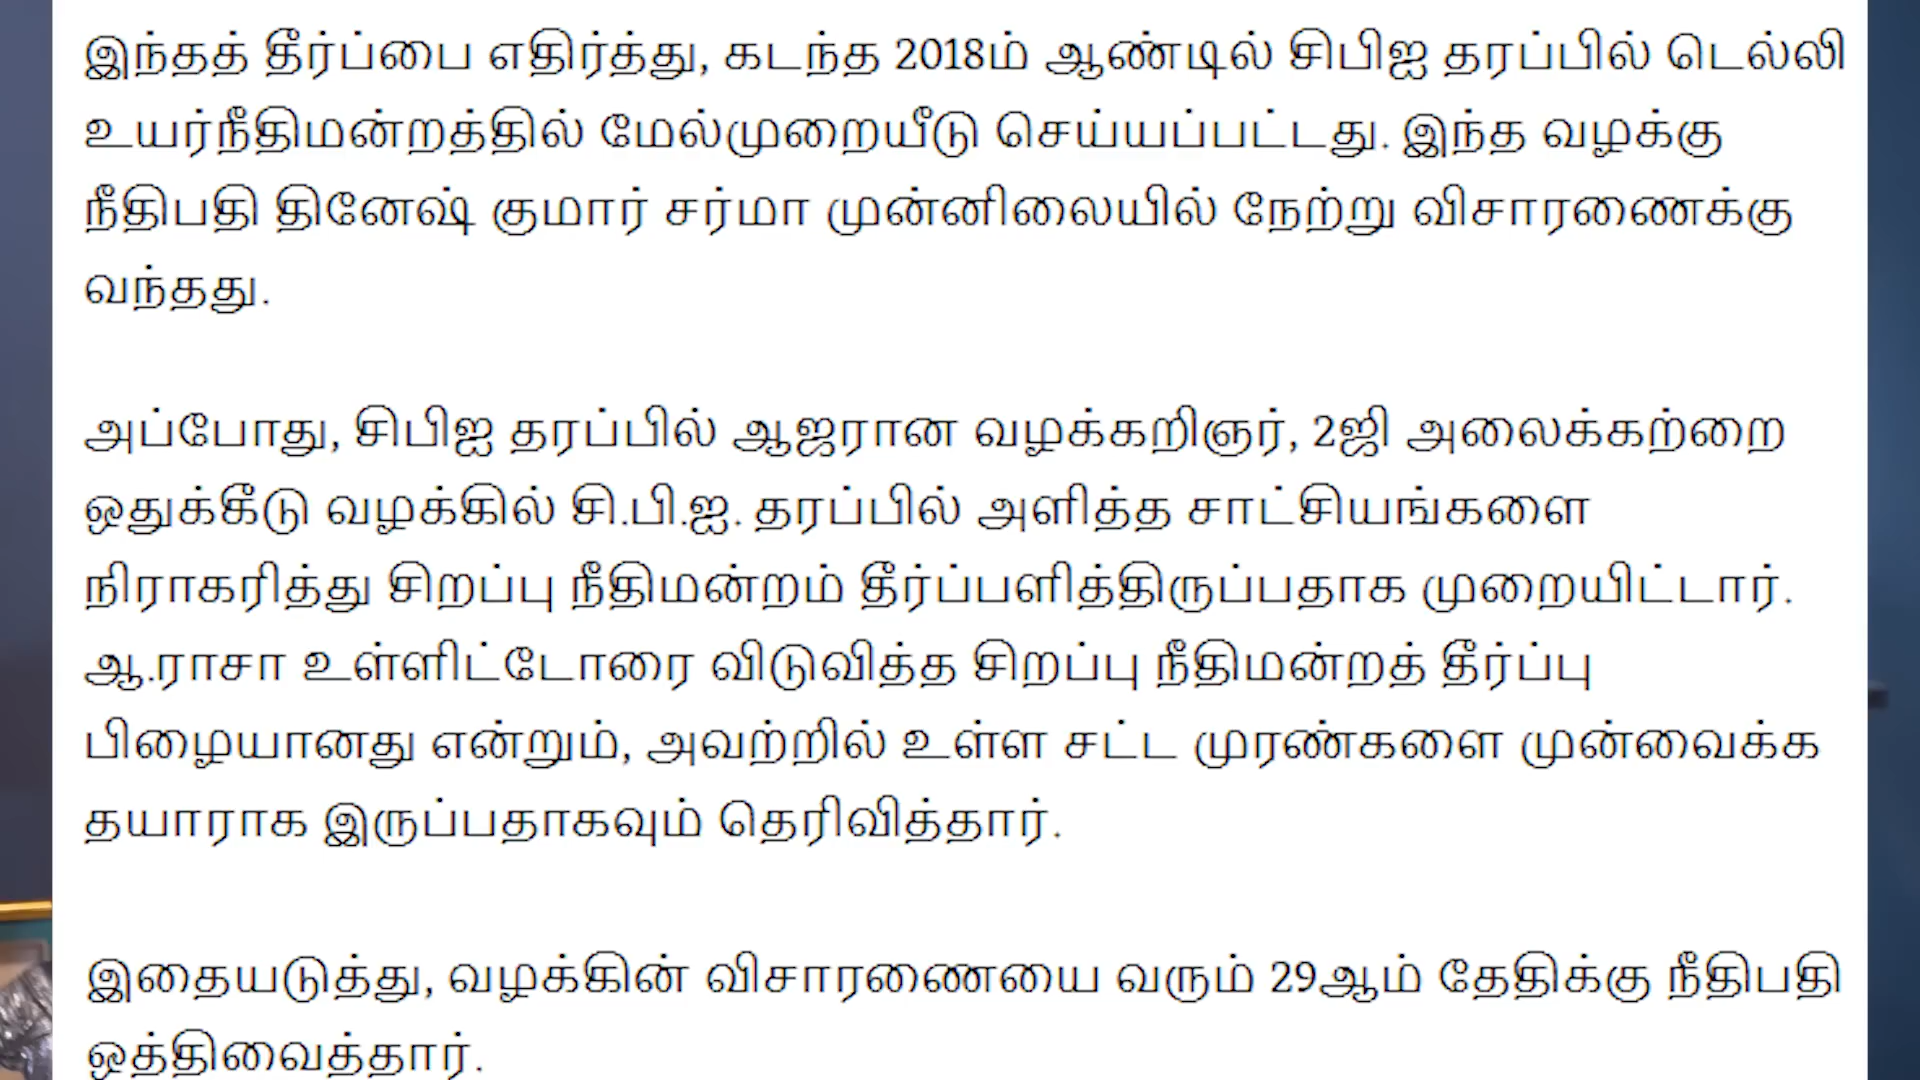 இந்தத் தீர்ப்பை எதிர்த்து, கடந்த 2018ம் ஆண்டில் சிபிஐ தரப்பில் டெல்லி
உயர்நீதிமன்றத்தில் மேல்முறையீடு செய்யப்பட்டது. இந்த வழக்கு
நீதிபதி தினேஷ் குமார் சர்மா முன்னிலையில் நேற்று விசாரணைக்கு
வந்தது.
அப்போது, சிபிஐ தரப்பில் ஆஜரான வழக்கறிஞர், 2ஜி அலைக்கற்றை
ஒதுக்கீடு வழக்கில் சி.பி.ஐ. தரப்பில் அளித்த சாட்சியங்களை
நிராகரித்து சிறப்பு நீதிமன்றம் தீர்ப்பளித்திருப்பதாக முறையிட்டார்.
ஆ.ராசா உள்ளிட்டோரை விடுவித்த சிறப்பு நீதிமன்றத் தீர்ப்பு
பிழையானது என்றும், அவற்றில் உள்ள சட்ட முரண்களை முன்வைக்க
தயாராக இருப்பதாகவும் தெரிவித்தார்.
இதையடுத்து, வழக்கின் விசாரணையை வரும் 29ஆம் தேதிக்கு நீதிபதி
ஒத்திவைத்தார்.